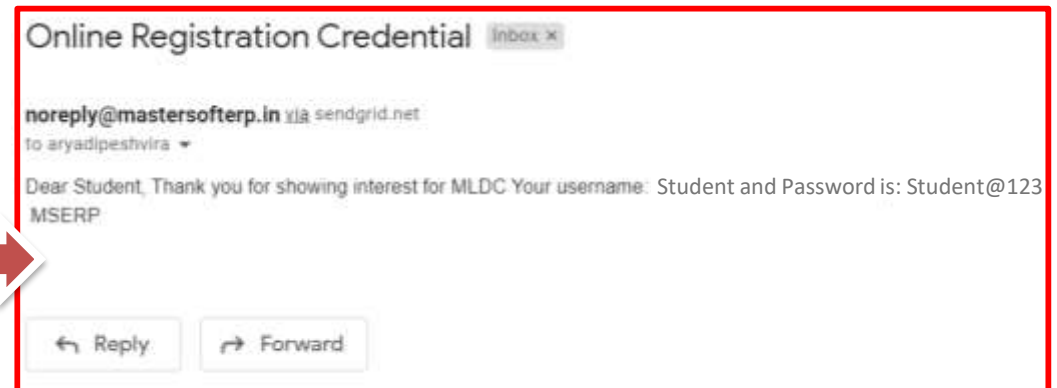 Online Registration Credential Inbox ×
noreply@mastersofterp.in via sendgrid.net
to aryadipeshvira
Dear Student, Thank you for showing interest for MLDC Your username: Student and Password is: Student@123
MSERP
Reply Forward